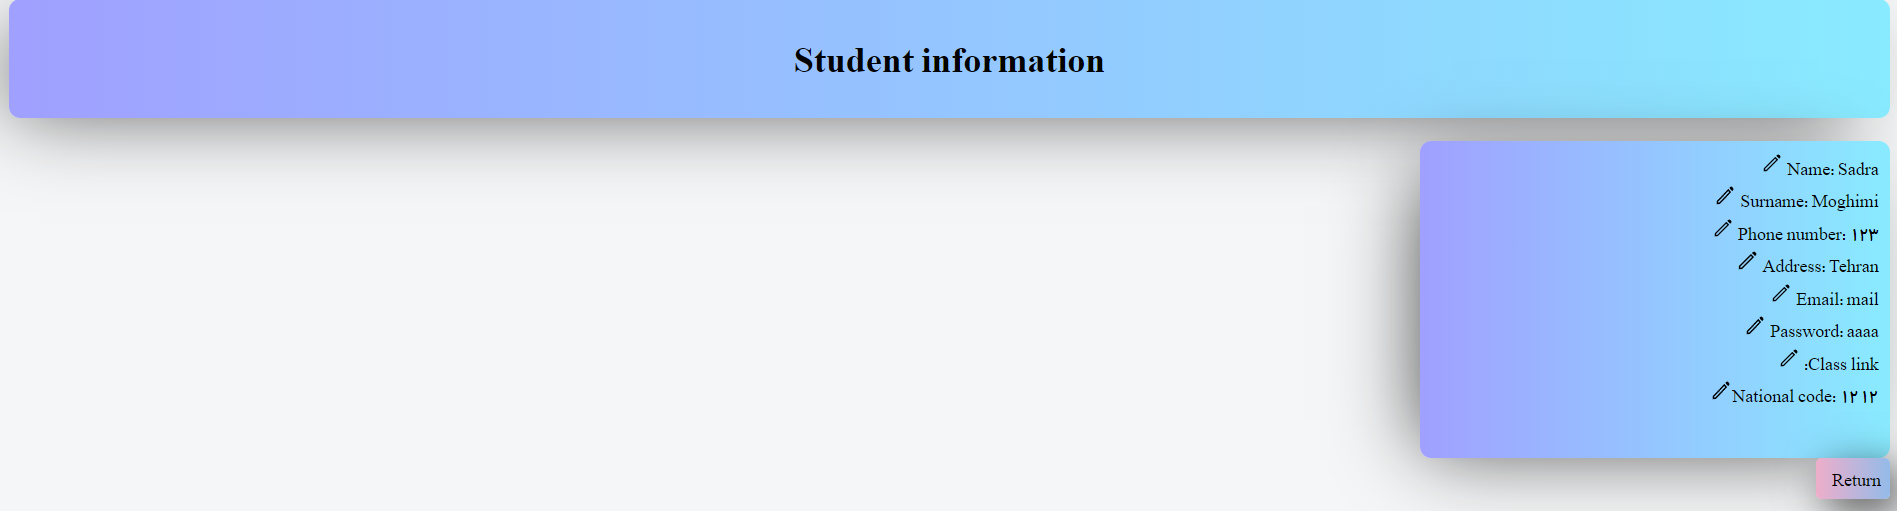 Student information
Name: Sadra
Surname: Moghimi
Phone number: ۱۲۳
Address: Tehran
Email: mail
Password: aaaa
:Class link
National code: ۱۲۱۲
Return